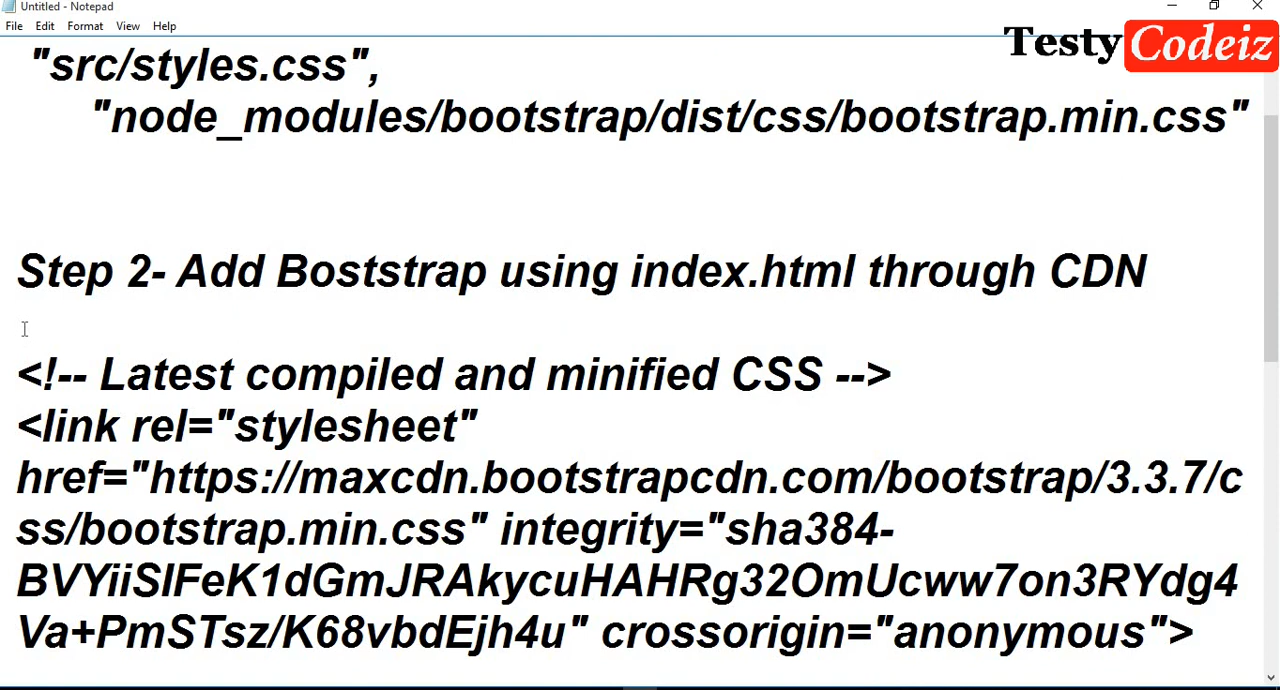 Untitled - Notepad
File Edit Format View Help
Testy Codeiz
"src/styles.css",
"node_modules/bootstrap/dist/css/bootstrap.min.css"
Step 2- Add Boststrap using index.html through CDN
<!-- Latest compiled and minified CSS -->
<link rel="stylesheet"
href="https://maxcdn.bootstrapcdn.com/bootstrap/3.3.7/c
ss/bootstrap.min.css" integrity="sha384-
BVYiiSIFeK1dGmJRAkycuHAHRg32OmUcww7on3RYdg4
Va+PmSTsz/K68vbdEjh4u" crossorigin="anonymous">